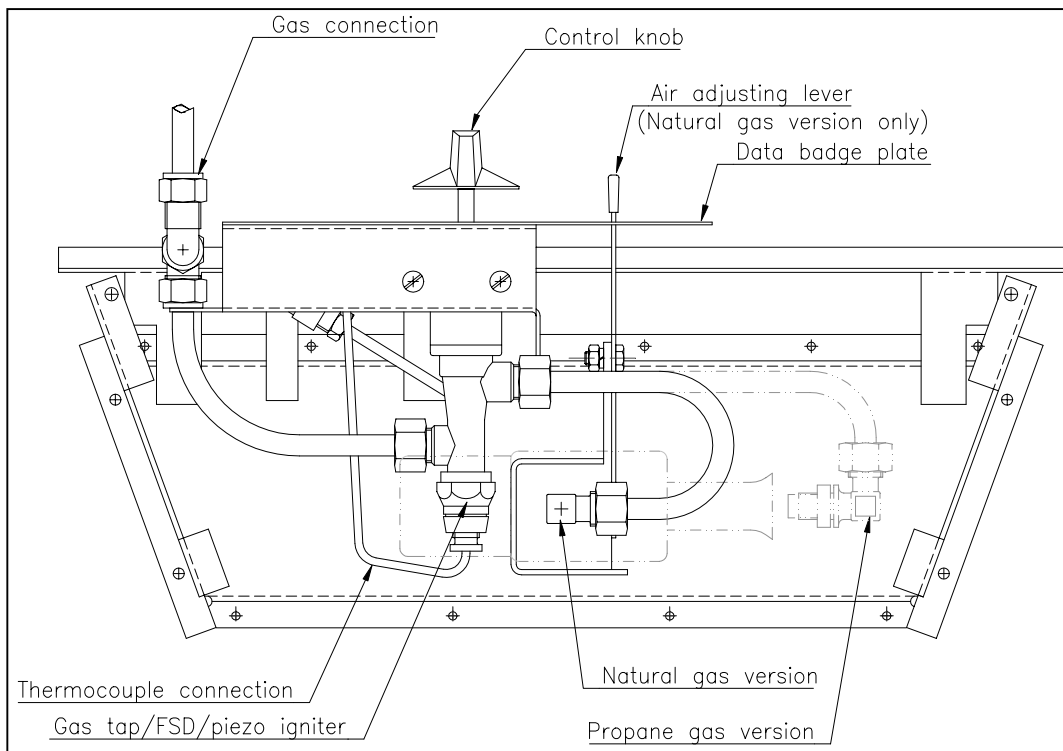 Gas connection
Control knob
Air adjusting lever
(Natural gas version only)
Data badge plate
Thermocouple connection
Natural gas version
Gas tap/FSD/piezo igniter
Propane gas version